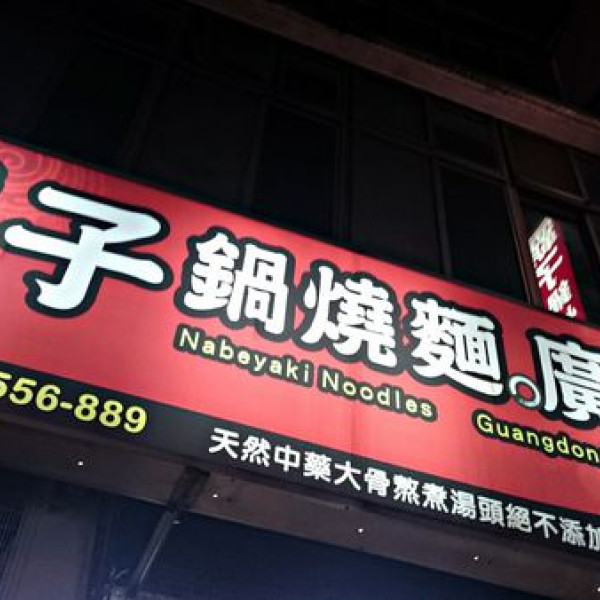 子 鍋燒麵。廣
Nabeyaki Noodles Guangdon
556-889
天然中藥大骨熬煮湯頭絕不添加